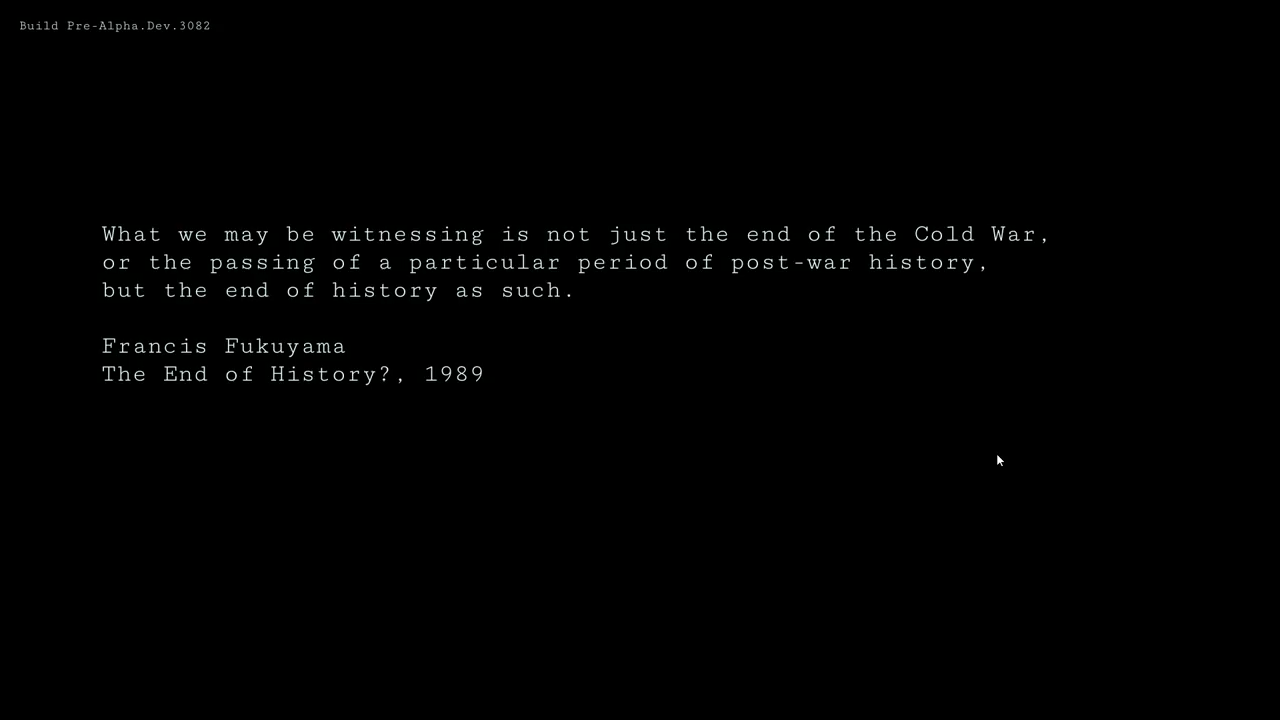 Build Pre-Alpha.Dev.3082
What we may be witnessing is not just the end of the Cold War,
or the passing of a particular period of post-war history,
but the end of history as such.
Francis Fukuyama
The End of History?, 1989